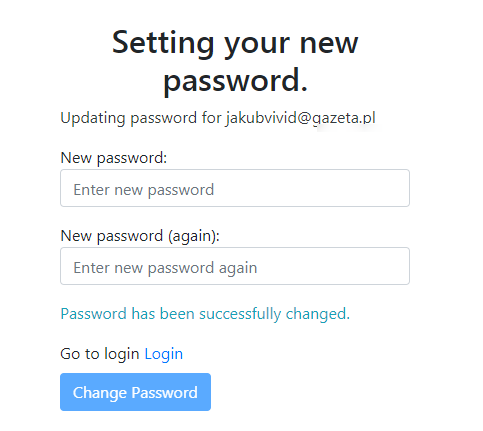 Setting your new
password.
Updating password for jakubvivid@gazeta.pl
New password:
Enter new password
New password (again):
Enter new password again
Password has been successfully changed.
Go to login Login
Change Password